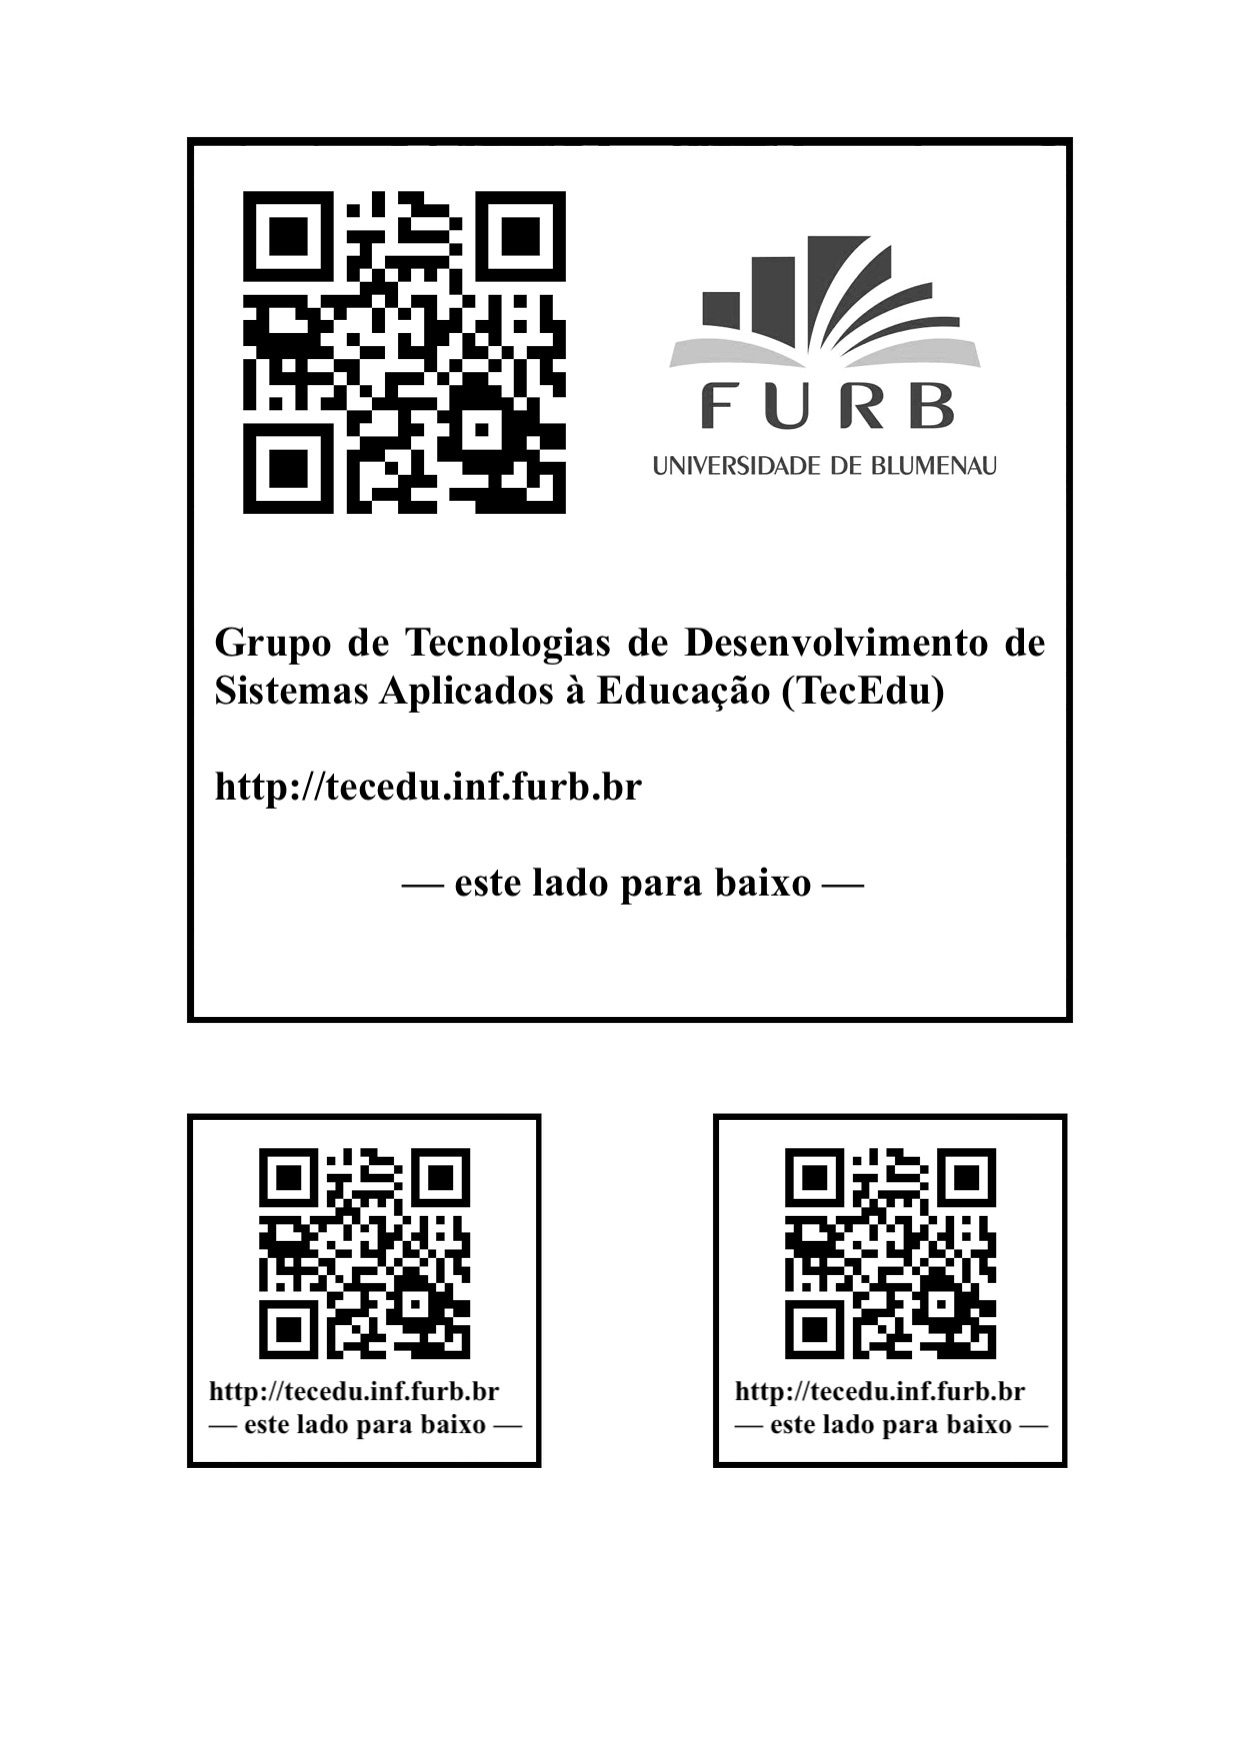 FURB
UNIVERSIDADE DE BLUMENAU
Grupo de Tecnologias de Desenvolvimento de
Sistemas Aplicados à Educação (TecEdu)
http://tecedu.inf.furb.br
— este lado para baixo —
http://tecedu.inf.furb.br
— este lado para baixo —
http://tecedu.inf.furb.br
— este lado para baixo —